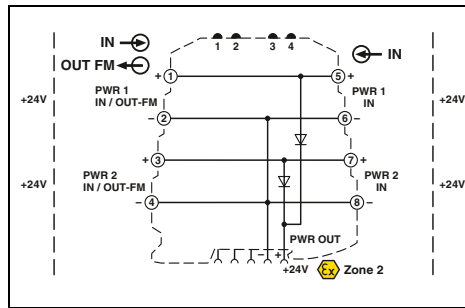 IN
1 2 3 4
IN
OUT FM
+ 1
5 +
PWR 1
IN / OUT-FM
PWR 1
IN
+24V
+24V
– 2
6 –
+ 3
7 +
PWR 2
IN / OUT-FM
PWR 2
IN
+24V
+24V
– 4
8 –
PWR OUT
– +
+24V
Ex Zone 2